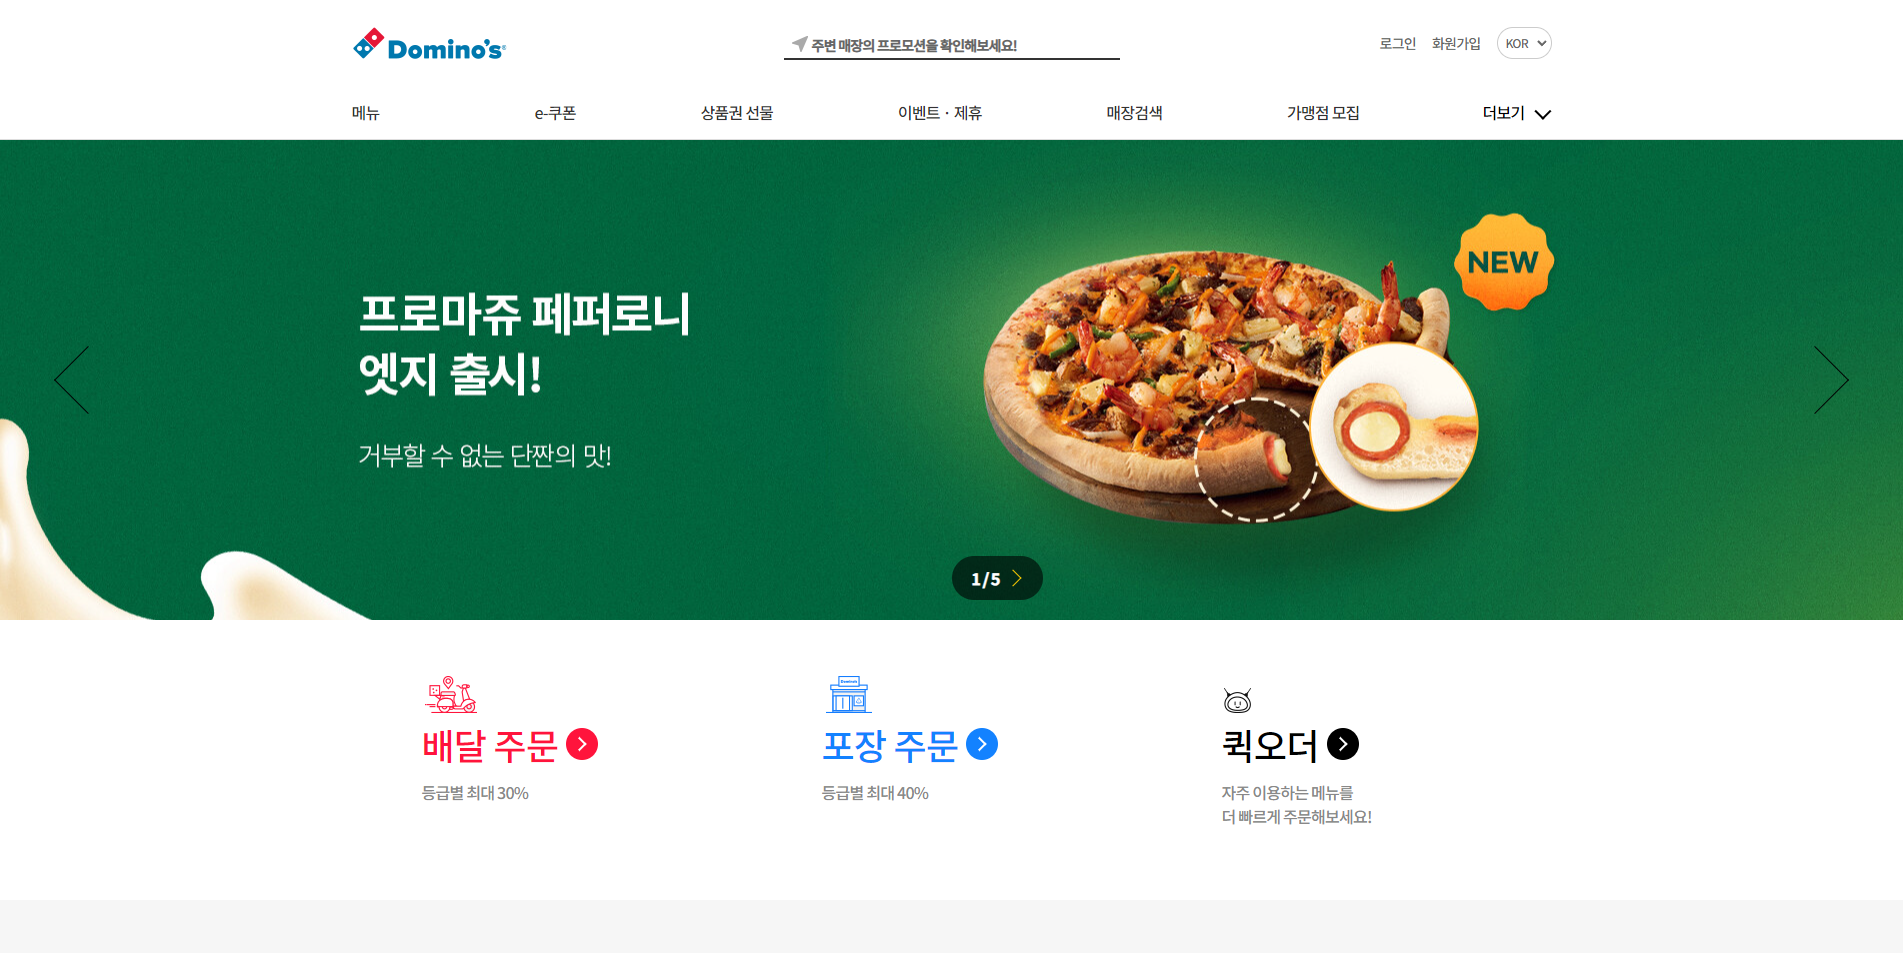 Domino's
주변 매장의 프로모션을 확인해보세요!
로그인 회원가입 KOR
메뉴 e-쿠폰 상품권 선물 이벤트 · 제휴 매장검색 가맹점 모집 더보기
NEW
프로마쥬 페퍼로니
엣지 출시!
거부할 수 없는 단짠의 맛!
1/5
배달 주문
등급별 최대 30%
포장 주문
등급별 최대 40%
퀵오더
자주 이용하는 메뉴를
더 빠르게 주문해보세요!